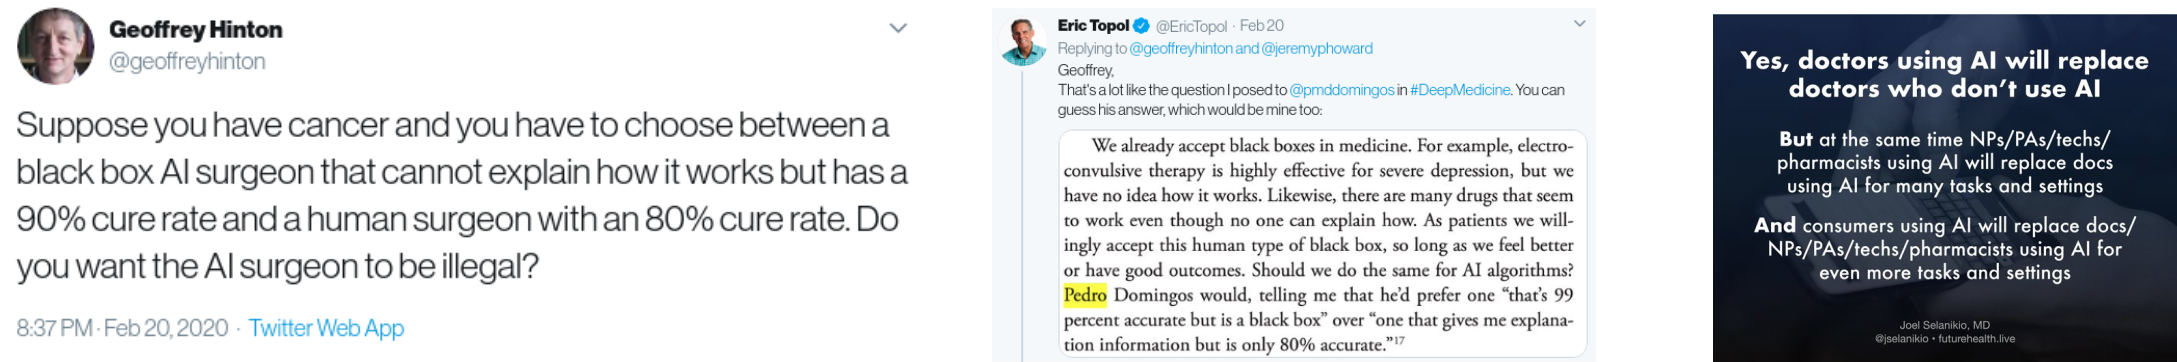 Geoffrey Hinton
@geoffreyhinton
Suppose you have cancer and you have to choose between a
black box AI surgeon that cannot explain how it works but has a
90% cure rate and a human surgeon with an 80% cure rate. Do
you want the AI surgeon to be illegal?
8:37 PM · Feb 20, 2020 · Twitter Web App
Eric Topol @EricTopol · Feb 20
Replying to @geoffreyhinton and @jeremyphoward
Geoffrey,
That's a lot like the question I posed to @pmddomingos in #DeepMedicine. You can
guess his answer, which would be mine too:
We already accept black boxes in medicine. For example, electro-
convulsive therapy is highly effective for severe depression, but we
have no idea how it works. Likewise, there are many drugs that seem
to work even though no one can explain how. As patients we will-
ingly accept this human type of black box, so long as we feel better
or have good outcomes. Should we do the same for AI algorithms?
Pedro Domingos would, telling me that he’d prefer one “that’s 99
percent accurate but is a black box” over “one that gives me explana-
tion information but is only 80% accurate.”17
Yes, doctors using AI will replace
doctors who don’t use AI
But at the same time NPs/PAs/techs/
pharmacists using AI will replace docs
using AI for many tasks and settings
And consumers using AI will replace docs/
NPs/PAs/techs/pharmacists using AI for
even more tasks and settings
Joel Selanikio, MD
@jselanikio • futurehealth.live